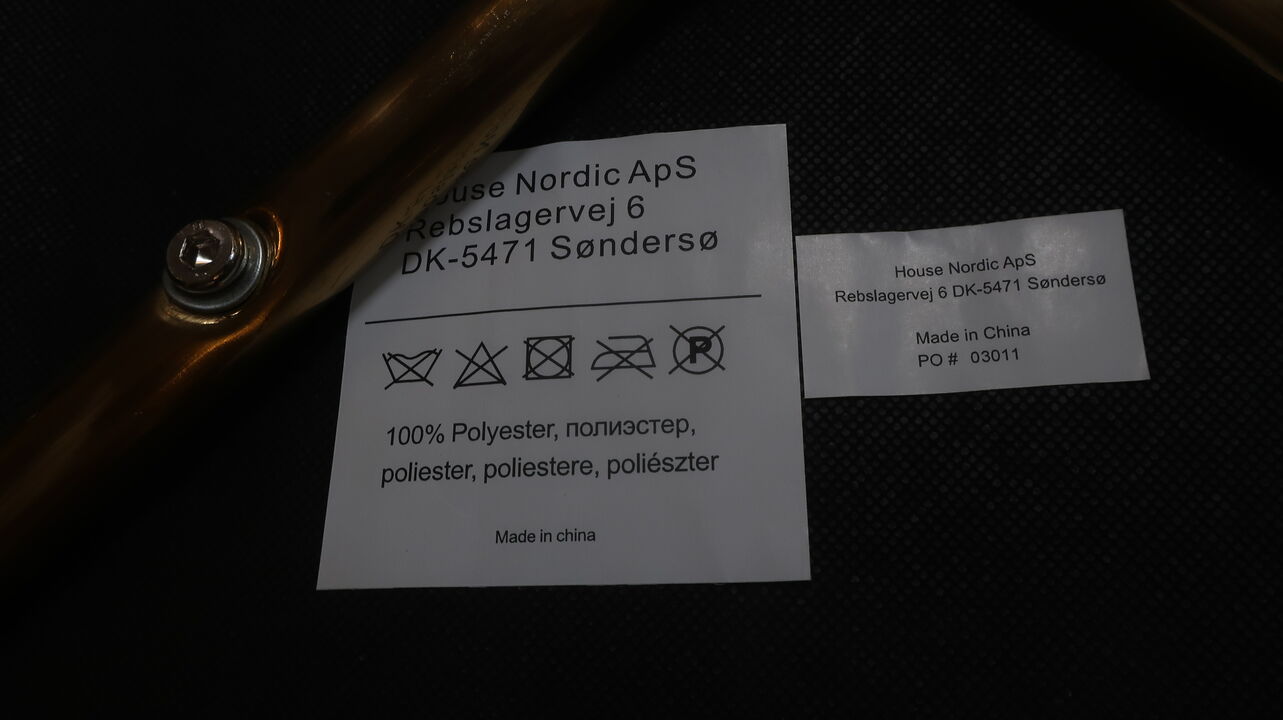 House Nordic ApS
Rebslagervej 6
DK-5471 Søndersø
P
100% Polyester, полиэстер,
poliester, poliestere, poliészter
Made in china
House Nordic ApS
Rebslagervej 6 DK-5471 Søndersø
Made in China
PO # 03011